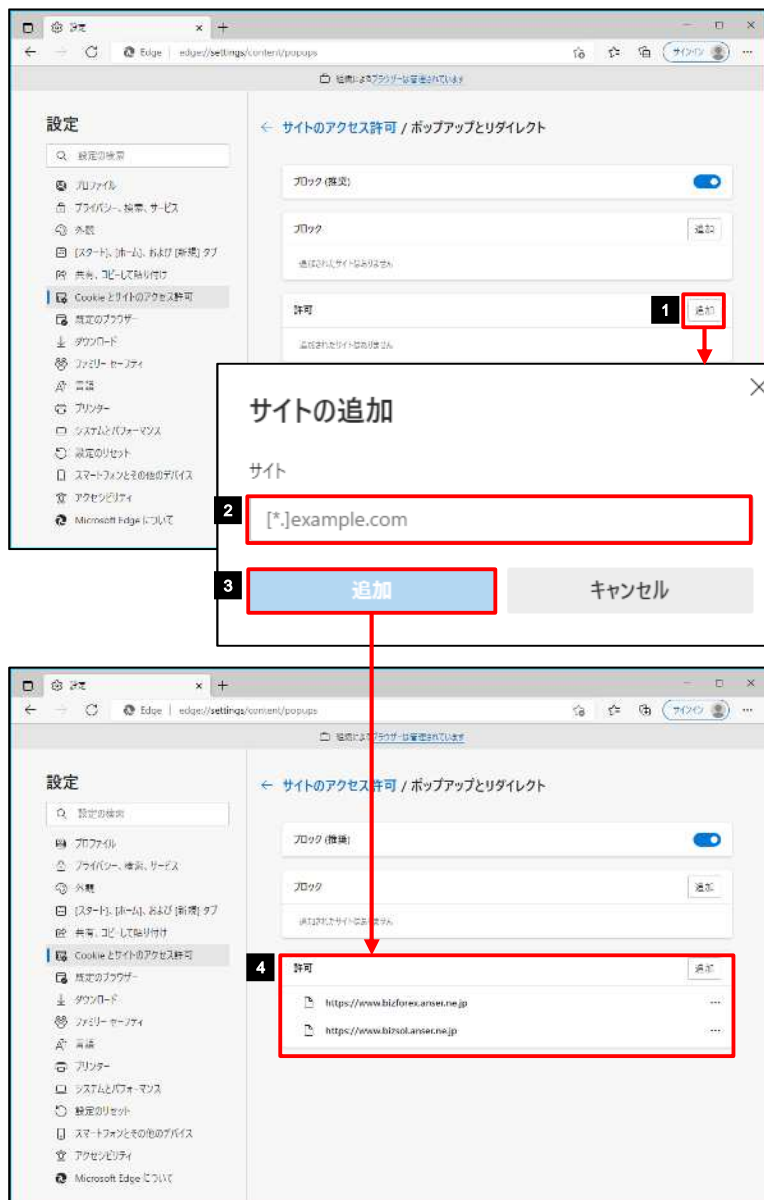 設定
Edge | edge://settings/content/popups
サインイン
組織によるブラウザーは管理されています
設定
設定の検索
プロファイル
プライバシー、検索、サービス
外観
[スタート]、[ホーム]、および [新規] タブ
共有、コピーして貼り付け
Cookie とサイトのアクセス許可
既定のブラウザー
ダウンロード
ファミリー セーフティ
言語
プリンター
システムとパフォーマンス
設定のリセット
スマートフォンとその他のデバイス
アクセシビリティ
Microsoft Edge について
← サイトのアクセス許可 / ポップアップとリダイレクト
ブロック (推奨)
ブロック
追加
追加されたサイトはありません
許可
1
追加
追加されたサイトはありません
サイトの追加
サイト
2
[*.]example.com
3
追加
キャンセル
設定
Edge | edge://settings/content/popups
サインイン
組織によるブラウザーは管理されています
設定
設定の検索
プロファイル
プライバシー、検索、サービス
外観
[スタート]、[ホーム]、および [新規] タブ
共有、コピーして貼り付け
Cookie とサイトのアクセス許可
既定のブラウザー
ダウンロード
ファミリー セーフティ
言語
プリンター
システムとパフォーマンス
設定のリセット
スマートフォンとその他のデバイス
アクセシビリティ
Microsoft Edge について
← サイトのアクセス許可 / ポップアップとリダイレクト
ブロック (推奨)
ブロック
追加
追加されたサイトはありません
4
許可
追加
https://www.bizforex.anser.ne.jp
https://www.bizsol.anser.ne.jp